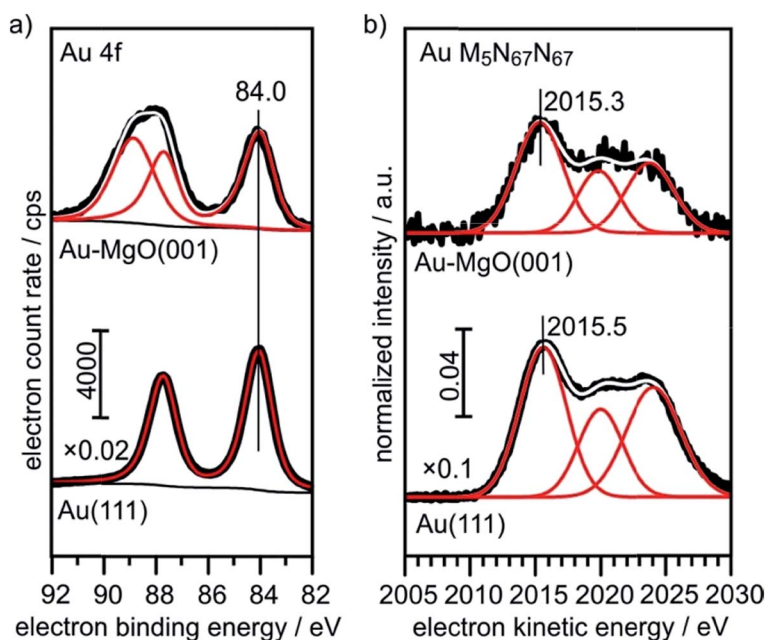 a)
Au 4f
84.0
Au-MgO(001)
4000
×0.02
Au(111)
electron count rate / cps
92 90 88 86 84 82
electron binding energy / eV
b)
Au M₅N₆₇N₆₇
2015.3
Au-MgO(001)
2015.5
0.04
×0.1
Au(111)
normalized intensity / a.u.
2005 2010 2015 2020 2025 2030
electron kinetic energy / eV